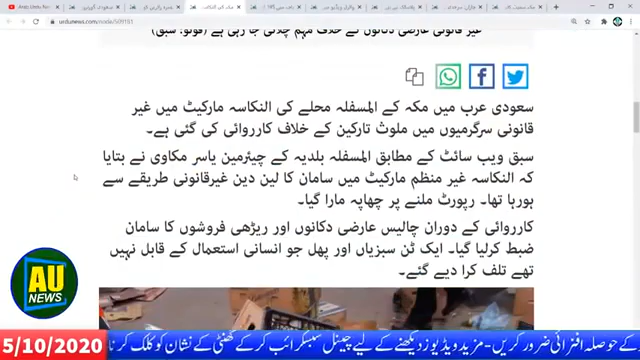 urdunews.com/node/509191
غیر قانونی عارضی دکانوں کے خلاف مہم چلائی جا رہی ہے (فوٹو: سبق)
سعودی عرب میں مکہ کے المسفلہ محلے کی النکاسہ مارکیٹ میں غیر
قانونی سرگرمیوں میں ملوث تارکین کے خلاف کارروائی کی گئی ہے۔
سبق ویب سائٹ کے مطابق المسفلہ بلدیہ کے چیئرمین یاسر مکاوی نے بتایا
کہ النکاسہ غیر منظم مارکیٹ میں سامان کا لین دین غیرقانونی طریقے سے
ہورہا تھا۔ رپورٹ ملنے پر چھاپہ مارا گیا۔
کارروائی کے دوران چالیس عارضی دکانوں اور ریڑھی فروشوں کا سامان
ضبط کرلیا گیا۔ ایک ٹن سبزیاں اور پھل جو انسانی استعمال کے قابل نہیں
تھے تلف کرا دیے گئے۔
AU
NEWS
5/10/2020
کے حوصلہ افزائی ضرور کریں - مزید ویڈیوز دیکھنے کے لیے چینل سبسکرائب کر کے گھنٹی کے نشان کو کلک کرنا